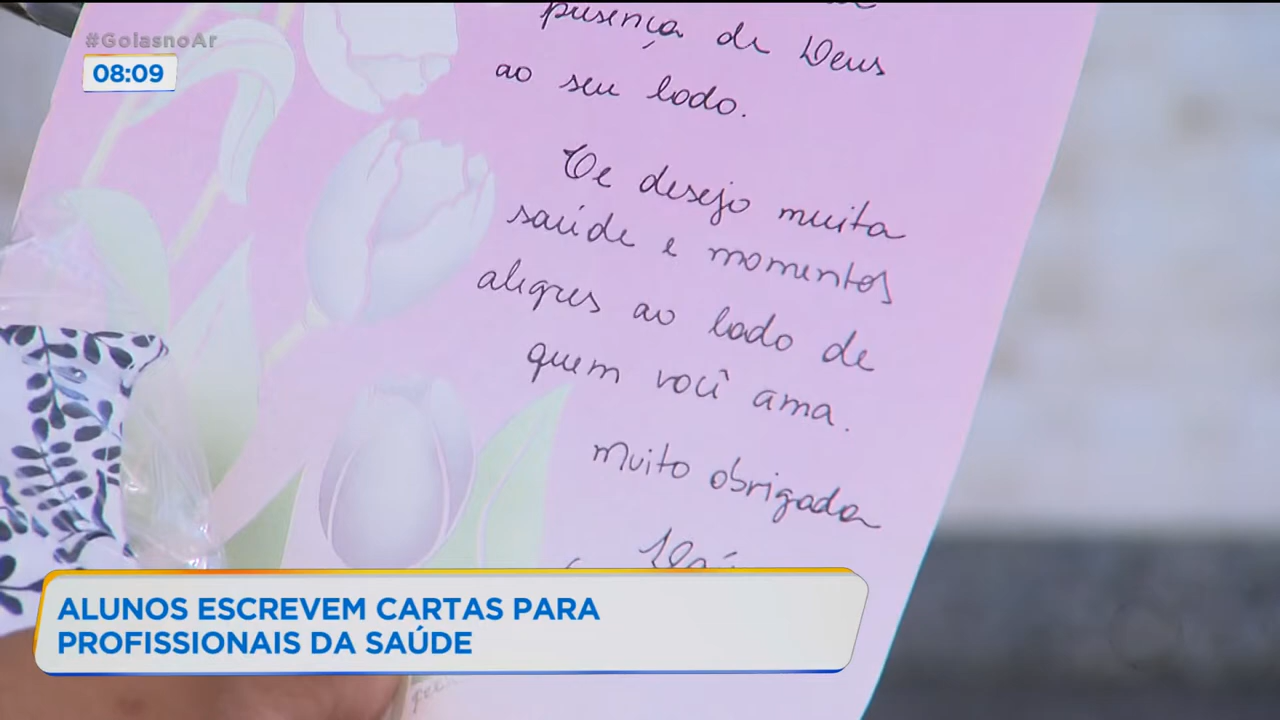 #GoiásnoAr
08:09
presença de Deus
ao seu lado.
Te desejo muita
saúde e momentos
alegres ao lado de
quem você ama.
muito obrigada
ALUNOS ESCREVEM CARTAS PARA
PROFISSIONAIS DA SAÚDE